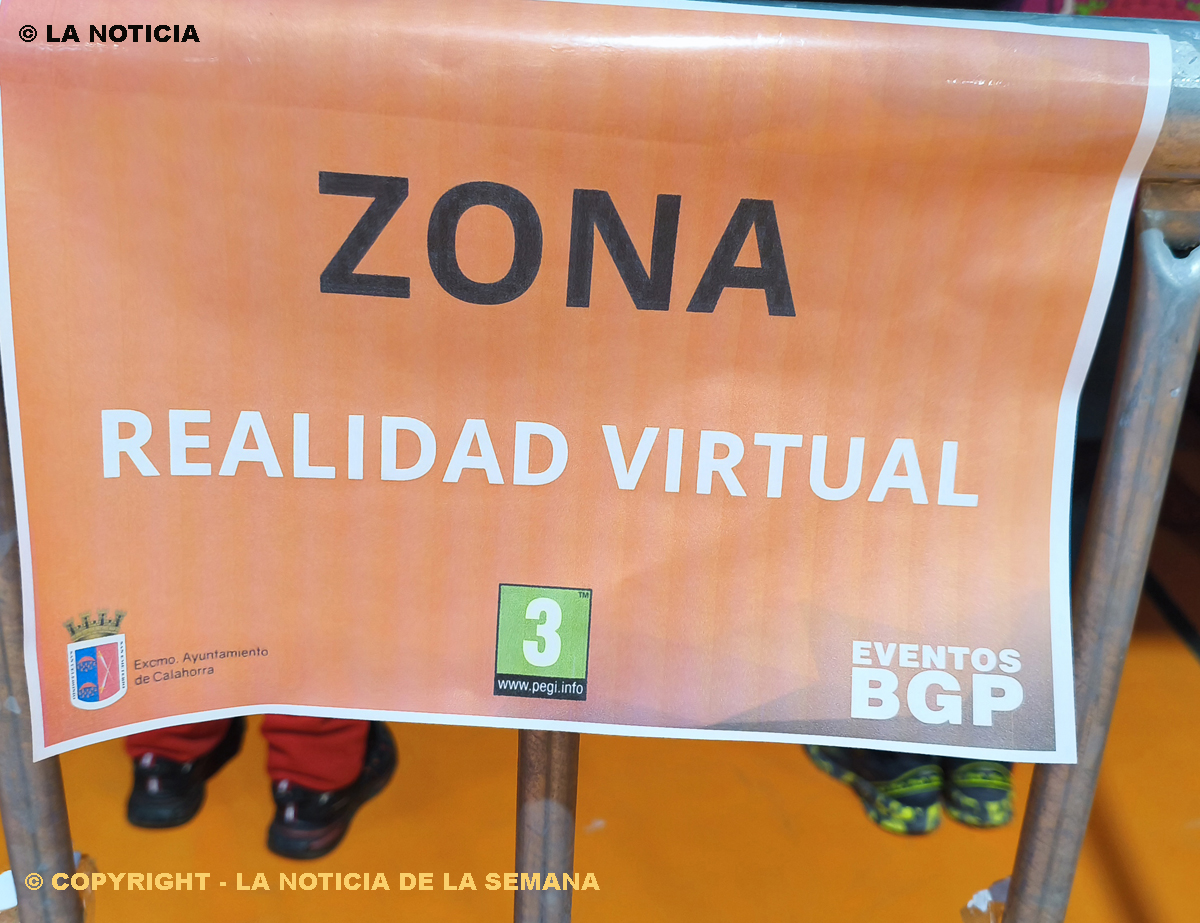 © LA NOTICIA
ZONA
REALIDAD VIRTUAL
3™
www.pegi.info
Excmo. Ayuntamiento
de Calahorra
EVENTOS
BGP
© COPYRIGHT - LA NOTICIA DE LA SEMANA